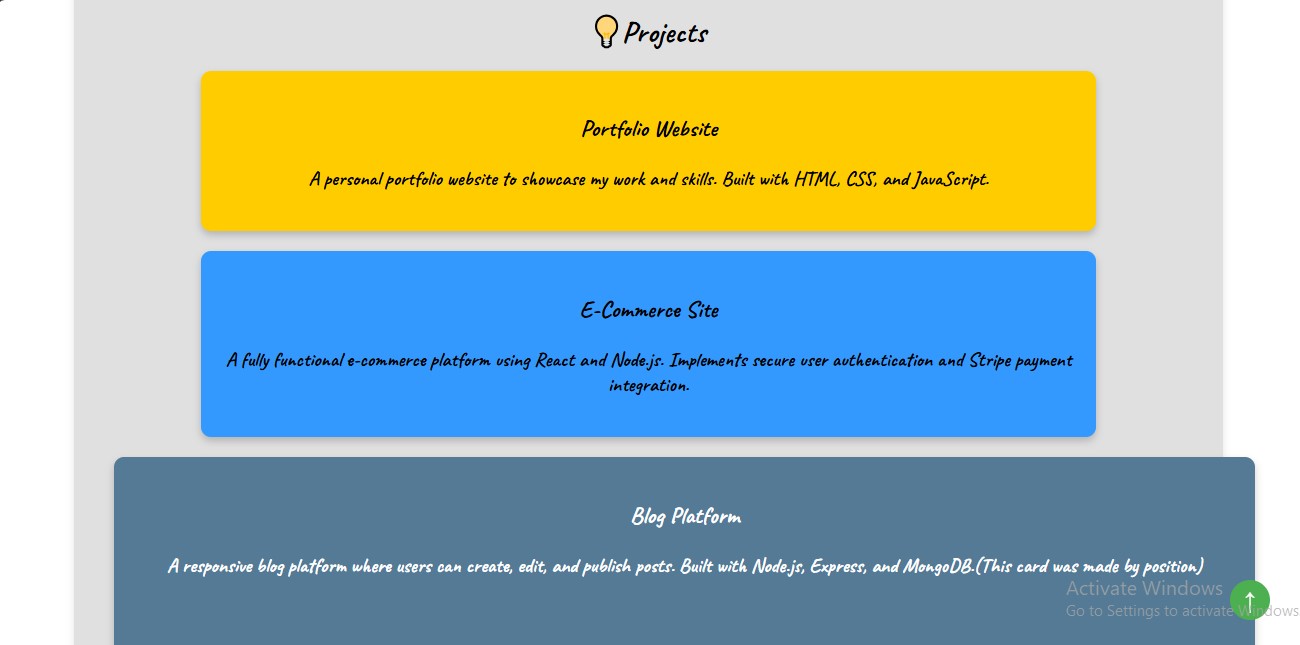 Projects
Portfolio Website
A personal portfolio website to showcase my work and skills. Built with HTML, CSS, and JavaScript.
E-Commerce Site
A fully functional e-commerce platform using React and Node.js. Implements secure user authentication and Stripe payment
integration.
Blog Platform
A responsive blog platform where users can create, edit, and publish posts. Built with Node.js, Express, and MongoDB.(This card was made by position)
Activate Windows
Go to Settings to activate Windows